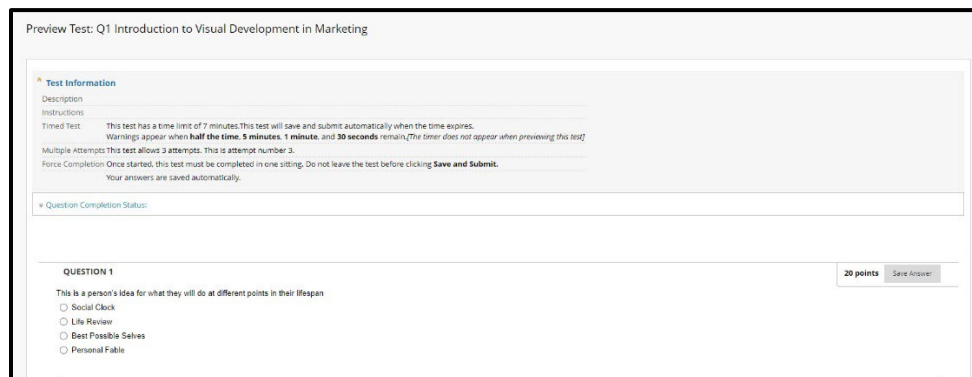 Preview Test: Q1 Introduction to Visual Development in Marketing
Test Information
Description
Instructions
Timed Test This test has a time limit of 7 minutes.This test will save and submit automatically when the time expires.
Warnings appear when half the time, 5 minutes, 1 minute, and 30 seconds remain.[The timer does not appear when previewing this test]
Multiple Attempts This test allows 3 attempts. This is attempt number 3.
Force Completion Once started, this test must be completed in one sitting. Do not leave the test before clicking Save and Submit.
Your answers are saved automatically.
Question Completion Status:
QUESTION 1
20 points Save Answer
This is a person's idea for what they will do at different points in their lifespan
Social Clock
Life Review
Best Possible Selves
Personal Fable